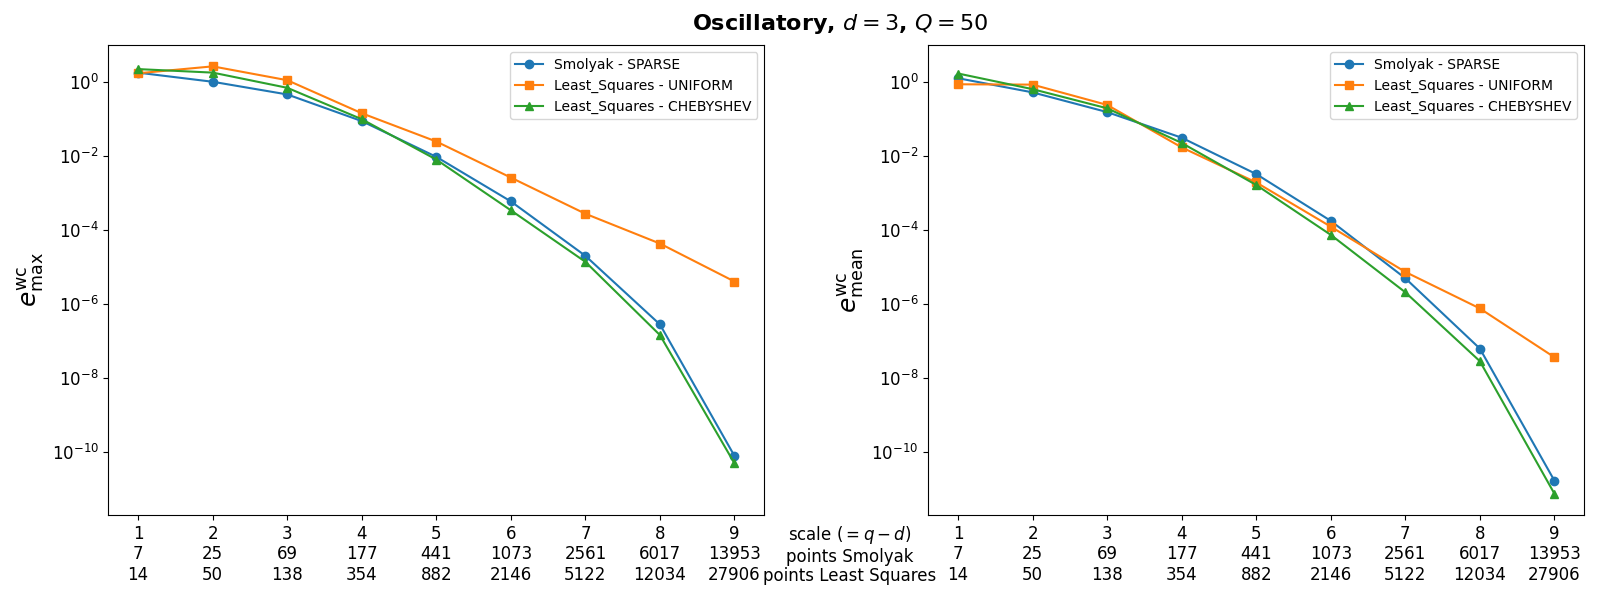 Oscillatory, d = 3, Q = 50
e^wc_max
10^0
10^−2
10^−4
10^−6
10^−8
10^−10
Smolyak - SPARSE
Least_Squares - UNIFORM
Least_Squares - CHEBYSHEV
1 2 3 4 5 6 7 8 9
7 25 69 177 441 1073 2561 6017 13953
14 50 138 354 882 2146 5122 12034 27906
scale (= q − d)
points Smolyak
points Least Squares
e^wc_mean
10^0
10^−2
10^−4
10^−6
10^−8
10^−10
Smolyak - SPARSE
Least_Squares - UNIFORM
Least_Squares - CHEBYSHEV
1 2 3 4 5 6 7 8 9
7 25 69 177 441 1073 2561 6017 13953
14 50 138 354 882 2146 5122 12034 27906